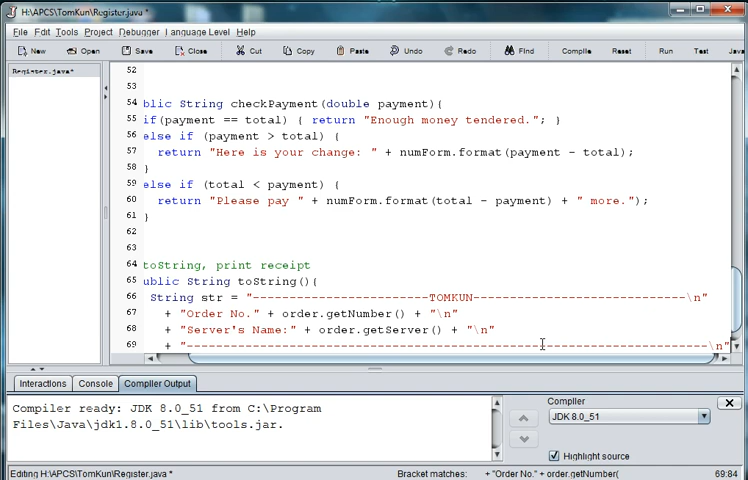 H:\APCS\TomKun\Register.java *
File Edit Tools Project Debugger Language Level Help
New Open Save Close Cut Copy Paste Undo Redo Find Compile Reset Run Test Java
Register.java*
52
53
54 blic String checkPayment(double payment){
55 if(payment == total) { return "Enough money tendered."; }
56 else if (payment > total) {
57 return "Here is your change: " + numForm.format(payment - total);
58 }
59 else if (total < payment) {
60 return "Please pay " + numForm.format(total - payment) + " more.");
61 }
62
63
64 toString, print receipt
65 ublic String toString(){
66 String str = "------------------------TOMKUN-----------------------------\n"
67 + "Order No." + order.getNumber() + "\n"
68 + "Server's Name:" + order.getServer() + "\n"
69 + "-----------------------------------------------------------------------\n"
Interactions Console Compiler Output
Compiler ready: JDK 8.0_51 from C:\Program
Files\Java\jdk1.8.0_51\lib\tools.jar.
Compiler
JDK 8.0_51
Highlight source
Editing H:\APCS\TomKun\Register.java * Bracket matches: + "Order No." + order.getNumber( 69:84